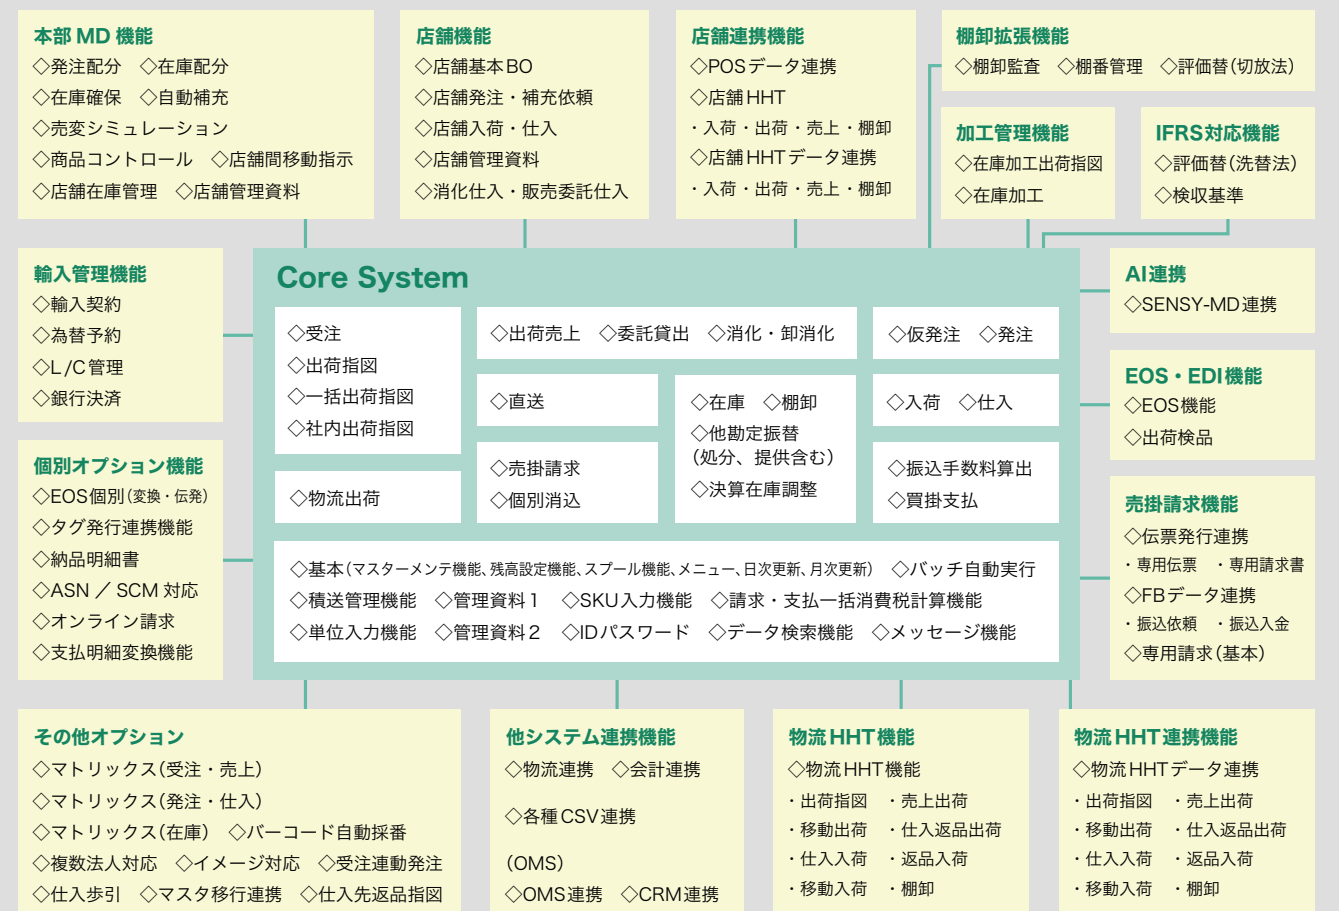 本部 MD 機能
◇発注配分　◇在庫配分
◇在庫確保　◇自動補充
◇売変シミュレーション
◇商品コントロール　◇店舗間移動指示
◇店舗在庫管理　◇店舗管理資料
店舗機能
◇店舗基本BO
◇店舗発注・補充依頼
◇店舗入荷・仕入
◇店舗管理資料
◇消化仕入・販売委託仕入
店舗連携機能
◇POSデータ連携
◇店舗HHT
・入荷・出荷・売上・棚卸
◇店舗HHTデータ連携
・入荷・出荷・売上・棚卸
棚卸拡張機能
◇棚卸監査　◇棚番管理　◇評価替(切放法)
加工管理機能
◇在庫加工出荷指図
◇在庫加工
IFRS対応機能
◇評価替(洗替法)
◇検収基準
輸入管理機能
◇輸入契約
◇為替予約
◇L/C管理
◇銀行決済
個別オプション機能
◇EOS個別(変換・伝発)
◇タグ発行連携機能
◇納品明細書
◇ASN ／ SCM 対応
◇オンライン請求
◇支払明細変換機能
Core System
◇受注
◇出荷指図
◇一括出荷指図
◇社内出荷指図
◇物流出荷
◇出荷売上　◇委託貸出　◇消化・卸消化
◇直送
◇売掛請求
◇個別消込
◇在庫　◇棚卸
◇他勘定振替
(処分、提供含む)
◇決算在庫調整
◇仮発注　◇発注
◇入荷　◇仕入
◇振込手数料算出
◇買掛支払
◇基本(マスターメンテ機能、残高設定機能、スプール機能、メニュー、日次更新、月次更新)　◇バッチ自動実行
◇積送管理機能　◇管理資料1　◇SKU入力機能　◇請求・支払一括消費税計算機能
◇単位入力機能　◇管理資料2　◇IDパスワード　◇データ検索機能　◇メッセージ機能
AI連携
◇SENSY-MD連携
EOS・EDI機能
◇EOS機能
◇出荷検品
売掛請求機能
◇伝票発行連携
・専用伝票　・専用請求書
◇FBデータ連携
・振込依頼　・振込入金
◇専用請求(基本)
その他オプション
◇マトリックス(受注・売上)
◇マトリックス(発注・仕入)
◇マトリックス(在庫)　◇バーコード自動採番
◇複数法人対応　◇イメージ対応　◇受注連動発注
◇仕入歩引　◇マスタ移行連携　◇仕入先返品指図
他システム連携機能
◇物流連携　◇会計連携
◇各種CSV連携
(OMS)
◇OMS連携　◇CRM連携
物流HHT機能
◇物流HHT機能
・出荷指図　・売上出荷
・移動出荷　・仕入返品出荷
・仕入入荷　・返品入荷
・移動入荷　・棚卸
物流HHT連携機能
◇物流HHTデータ連携
・出荷指図　・売上出荷
・移動出荷　・仕入返品出荷
・仕入入荷　・返品入荷
・移動入荷　・棚卸